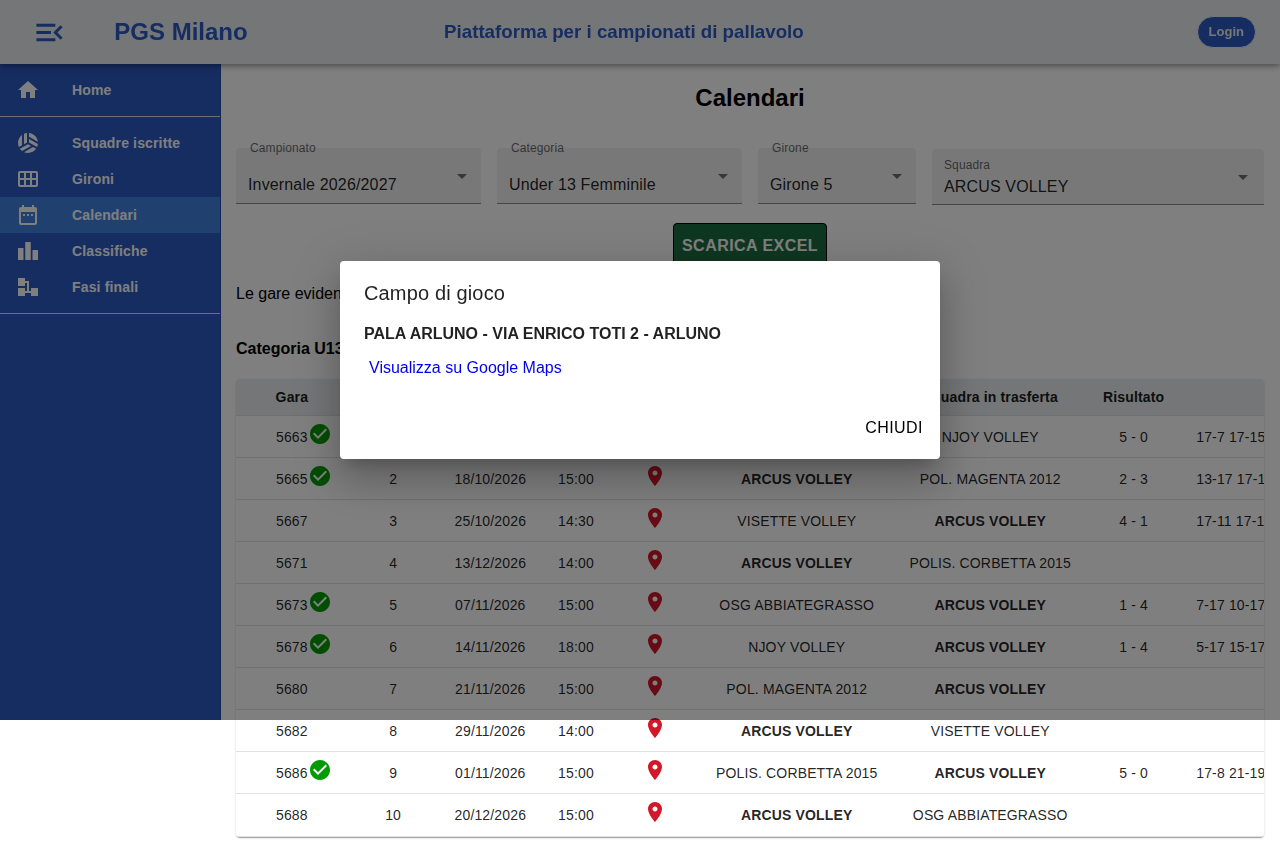 PGS Milano
Piattaforma per i campionati di pallavolo
Login
Home
Squadre iscritte
Gironi
Calendari
Classifiche
Fasi finali
Calendari
Campionato
Invernale 2026/2027
Categoria
Under 13 Femminile
Girone
Girone 5
Squadra
ARCUS VOLLEY
SCARICA EXCEL
Le gare eviden
Categoria U13
Campo di gioco
PALA ARLUNO - VIA ENRICO TOTI 2 - ARLUNO
Visualizza su Google Maps
CHIUDI
Gara uadra in trasferta Risultato
5663 NJOY VOLLEY 5 - 0 17-7 17-15
5665 2 18/10/2026 15:00 ARCUS VOLLEY POL. MAGENTA 2012 2 - 3 13-17 17-1
5667 3 25/10/2026 14:30 VISETTE VOLLEY ARCUS VOLLEY 4 - 1 17-11 17-1
5671 4 13/12/2026 14:00 ARCUS VOLLEY POLIS. CORBETTA 2015
5673 5 07/11/2026 15:00 OSG ABBIATEGRASSO ARCUS VOLLEY 1 - 4 7-17 10-17
5678 6 14/11/2026 18:00 NJOY VOLLEY ARCUS VOLLEY 1 - 4 5-17 15-17
5680 7 21/11/2026 15:00 POL. MAGENTA 2012 ARCUS VOLLEY
5682 8 29/11/2026 14:00 ARCUS VOLLEY VISETTE VOLLEY
5686 9 01/11/2026 15:00 POLIS. CORBETTA 2015 ARCUS VOLLEY 5 - 0 17-8 21-19
5688 10 20/12/2026 15:00 ARCUS VOLLEY OSG ABBIATEGRASSO